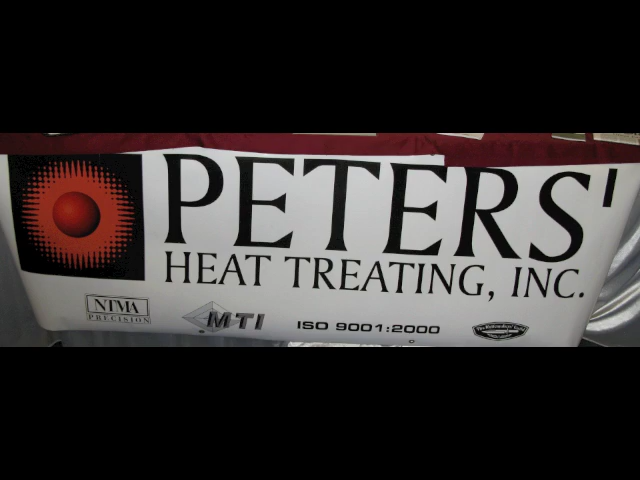 PETERS'
HEAT TREATING, INC.
NTMA
PRECISION
MTI
ISO 9001:2000